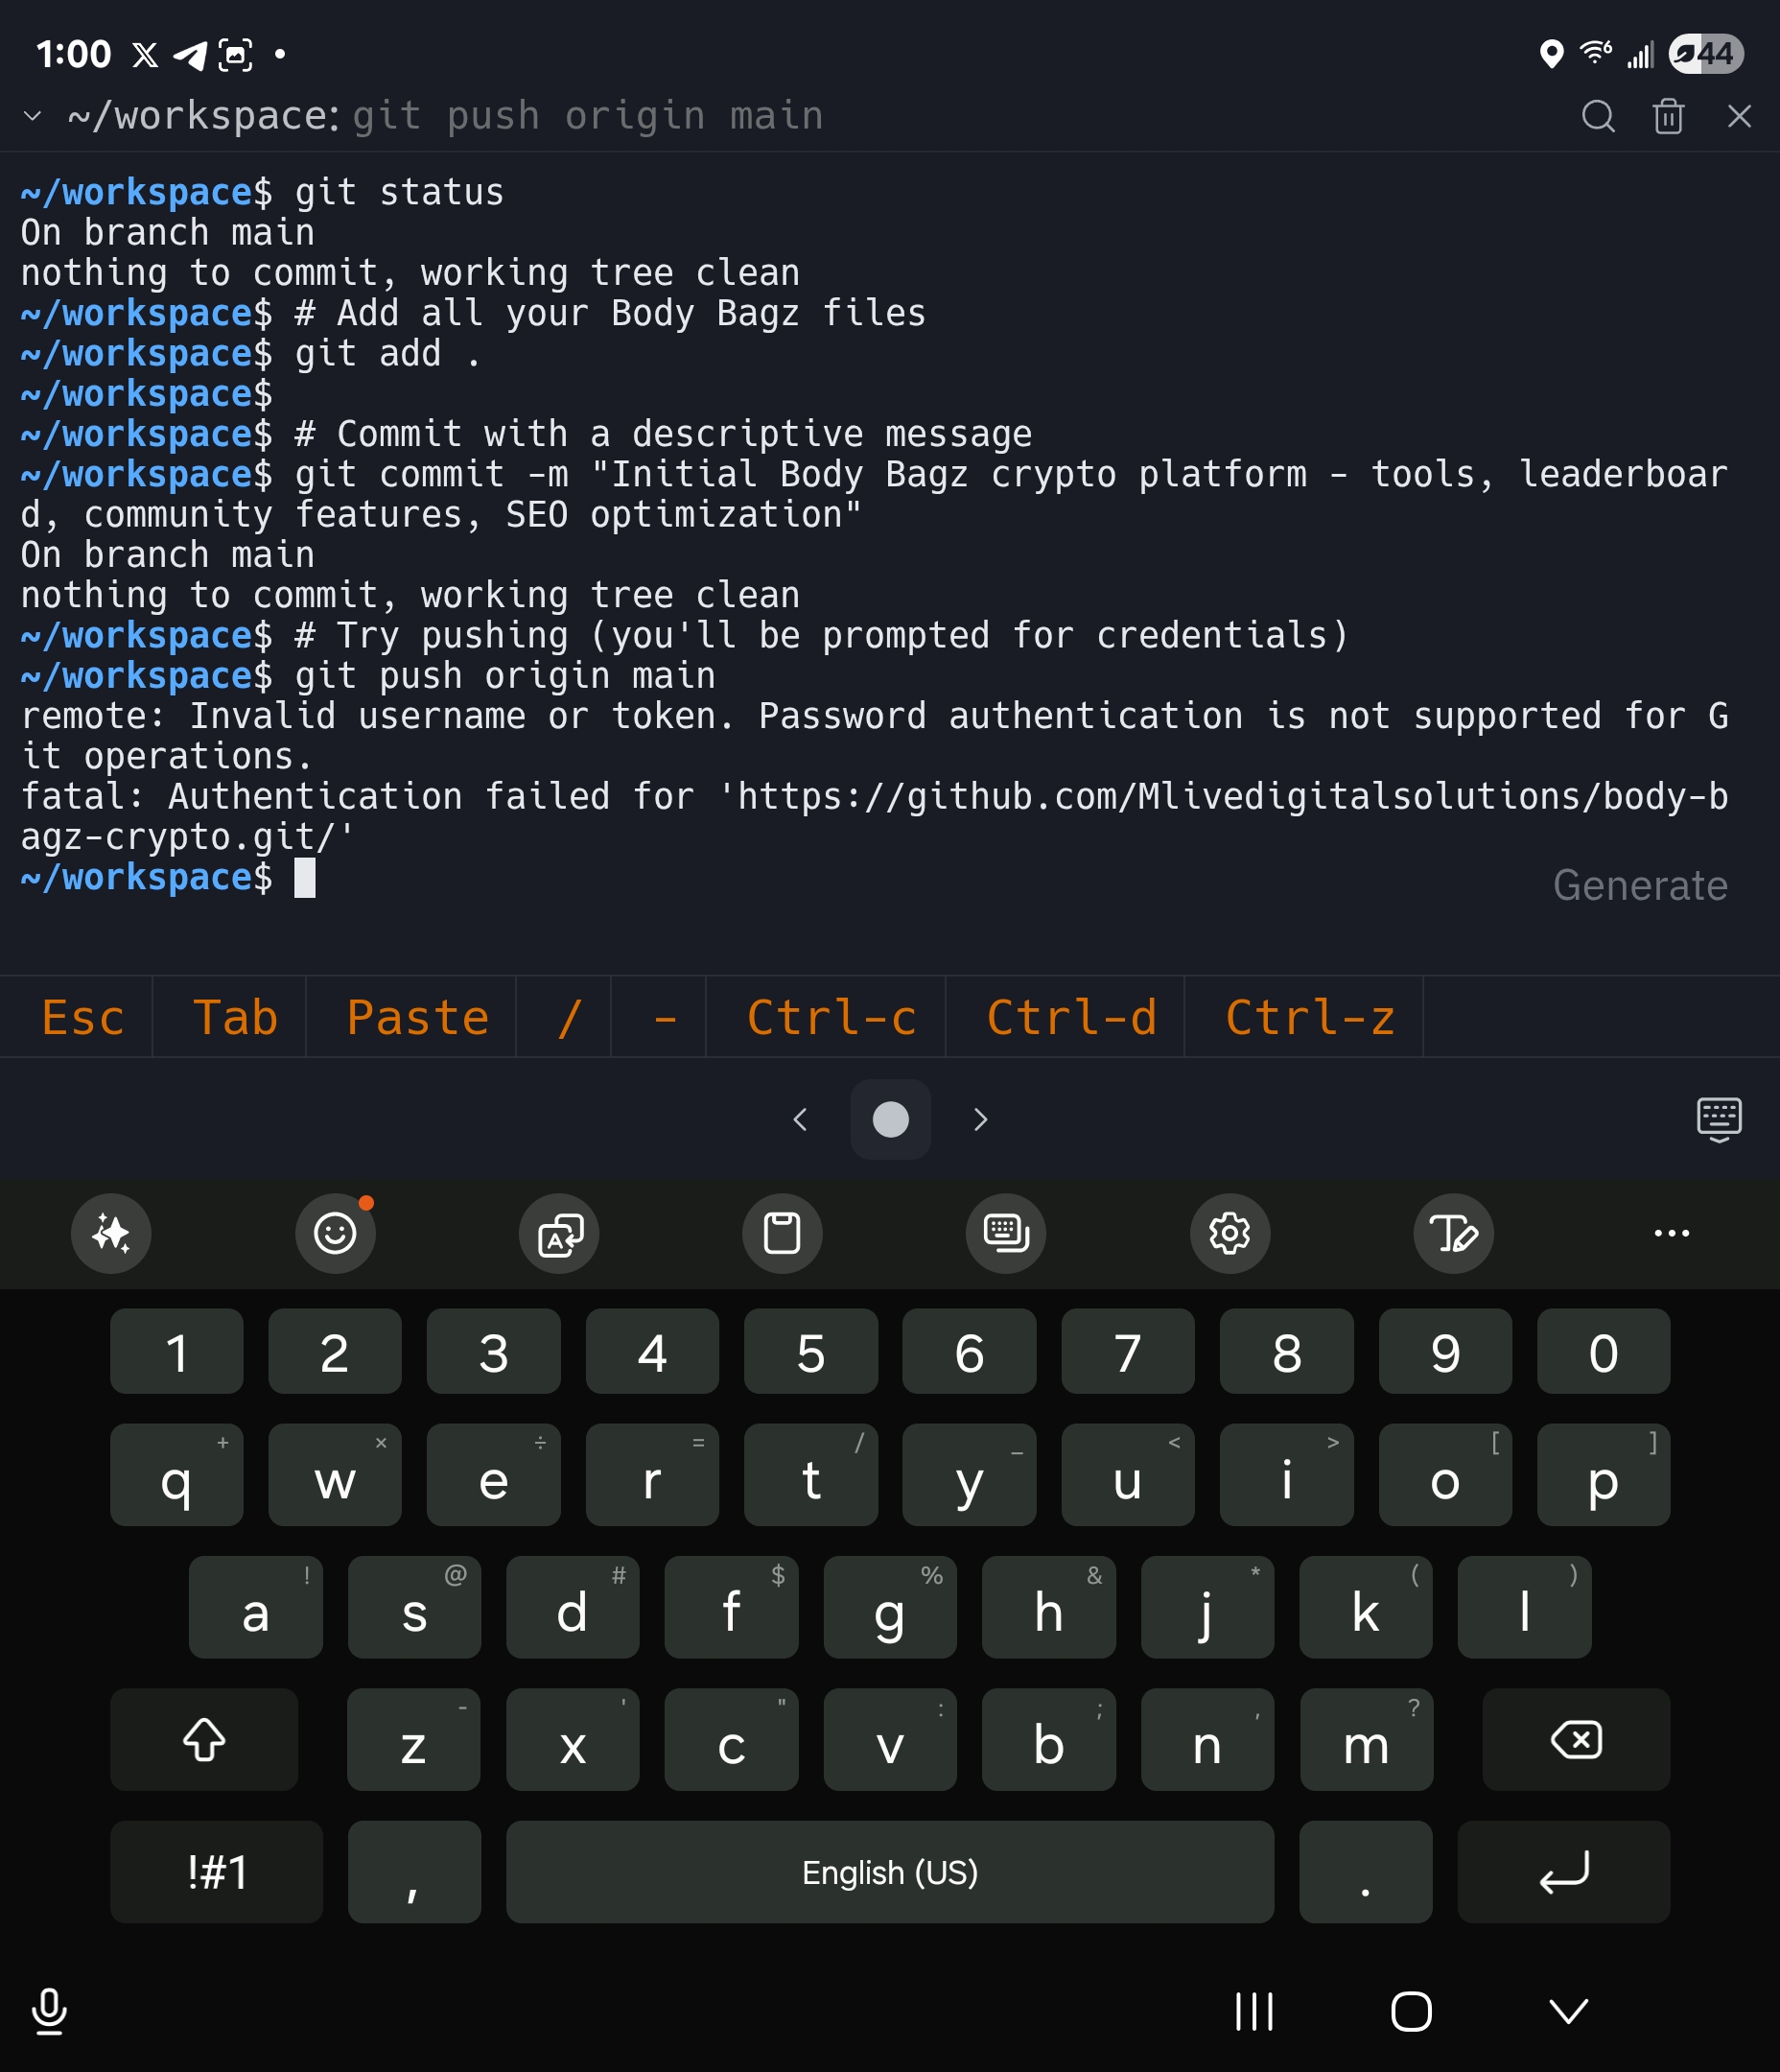 1:00 44
~/workspace: git push origin main
~/workspace$ git status
On branch main
nothing to commit, working tree clean
~/workspace$ # Add all your Body Bagz files
~/workspace$ git add .
~/workspace$
~/workspace$ # Commit with a descriptive message
~/workspace$ git commit -m "Initial Body Bagz crypto platform - tools, leaderboar
d, community features, SEO optimization"
On branch main
nothing to commit, working tree clean
~/workspace$ # Try pushing (you'll be prompted for credentials)
~/workspace$ git push origin main
remote: Invalid username or token. Password authentication is not supported for G
it operations.
fatal: Authentication failed for 'https://github.com/Mlivedigitalsolutions/body-b
agz-crypto.git/'
~/workspace$
Generate
Esc Tab Paste / - Ctrl-c Ctrl-d Ctrl-z
1 2 3 4 5 6 7 8 9 0
+ × ÷ = / _ < > [ ]
q w e r t y u i o p
! @ # $ % & * ( )
a s d f g h j k l
- ' " : ; , ?
z x c v b n m
!#1 , English (US) .